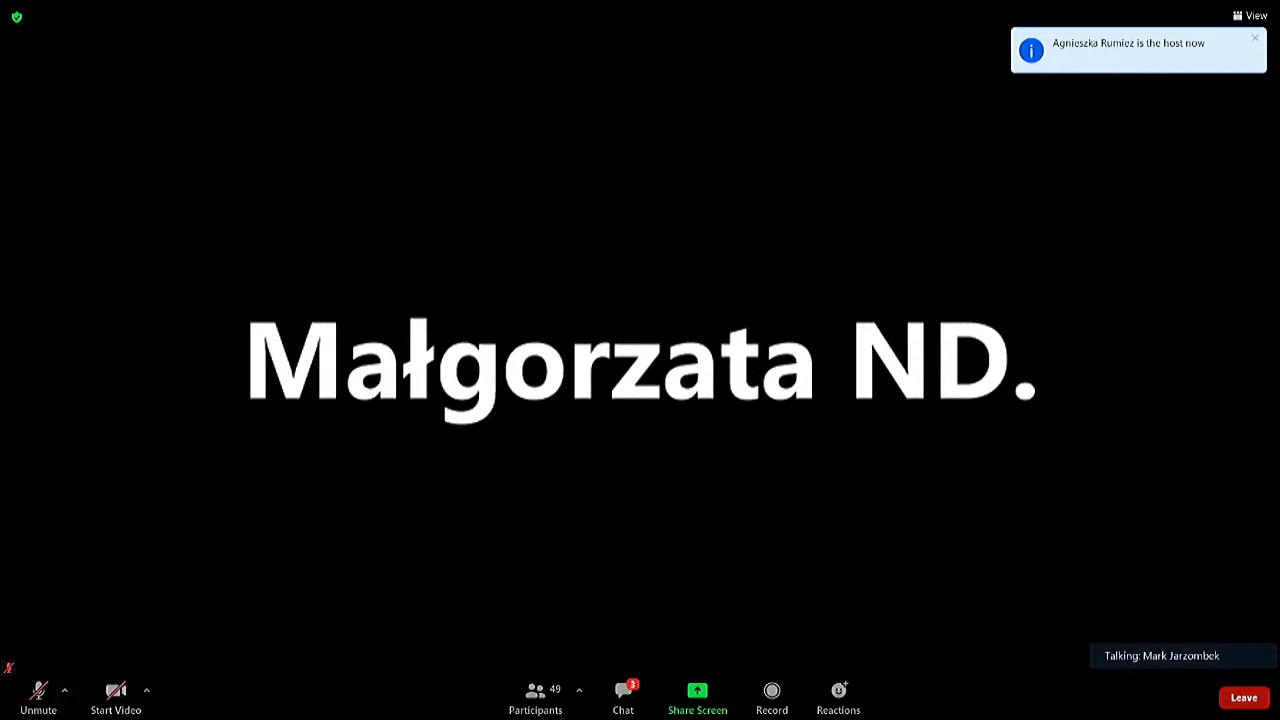 View
Agnieszka Rumiez is the host now
Małgorzata ND.
Talking: Mark Jarzombek
Unmute
Start Video
49
Participants
3
Chat
Share Screen
Record
Reactions
Leave